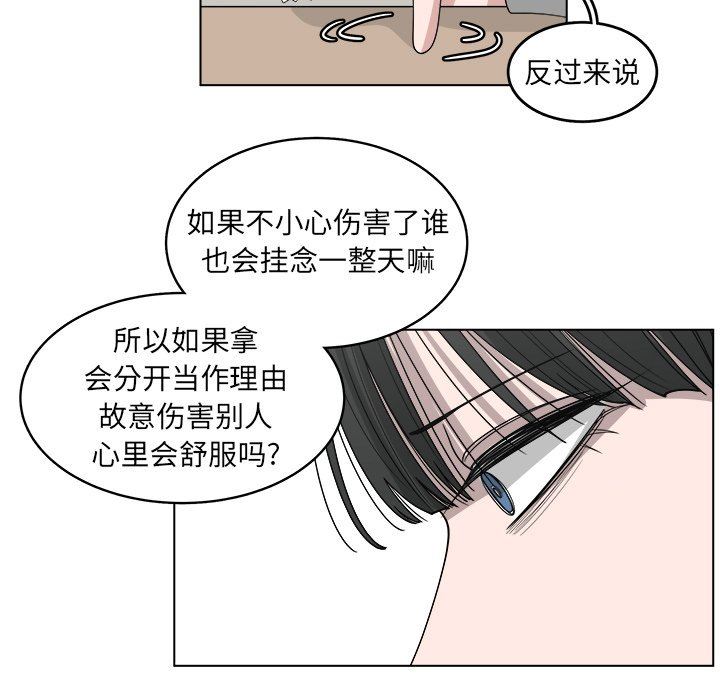 反过来说
如果不小心伤害了谁
也会挂念一整天嘛
所以如果拿
会分开当作理由
故意伤害别人
心里会舒服吗?